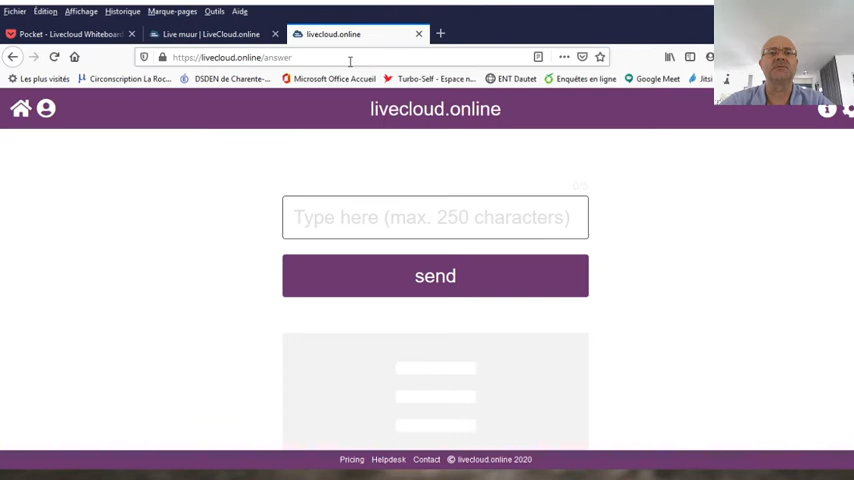 Fichier Édition Affichage Historique Marque-pages Outils Aide
Pocket - Livecloud Whiteboard × Live muur | LiveCloud.online × livecloud.online × +
https://livecloud.online/answer
Les plus visités Circonscription La Roc... DSDEN de Charente-... Microsoft Office Accueil Turbo-Self - Espace n... ENT Dautet Enquêtes en ligne Google Meet Jitsi
livecloud.online
0/5
Type here (max. 250 characters)
send
Pricing Helpdesk Contact © livecloud.online 2020